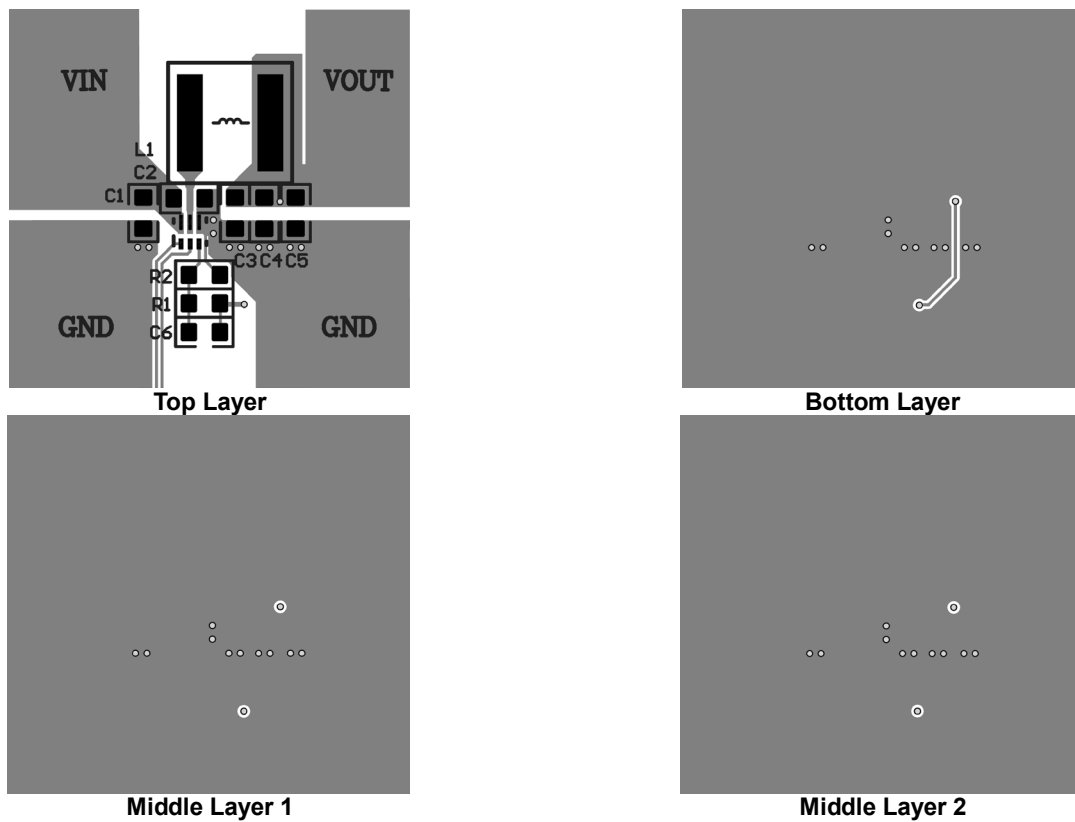 VIN
VOUT
L1
C2
C1
C3 C4 C5
R2
R1
GND
GND
C6
Top Layer
Bottom Layer
Middle Layer 1
Middle Layer 2